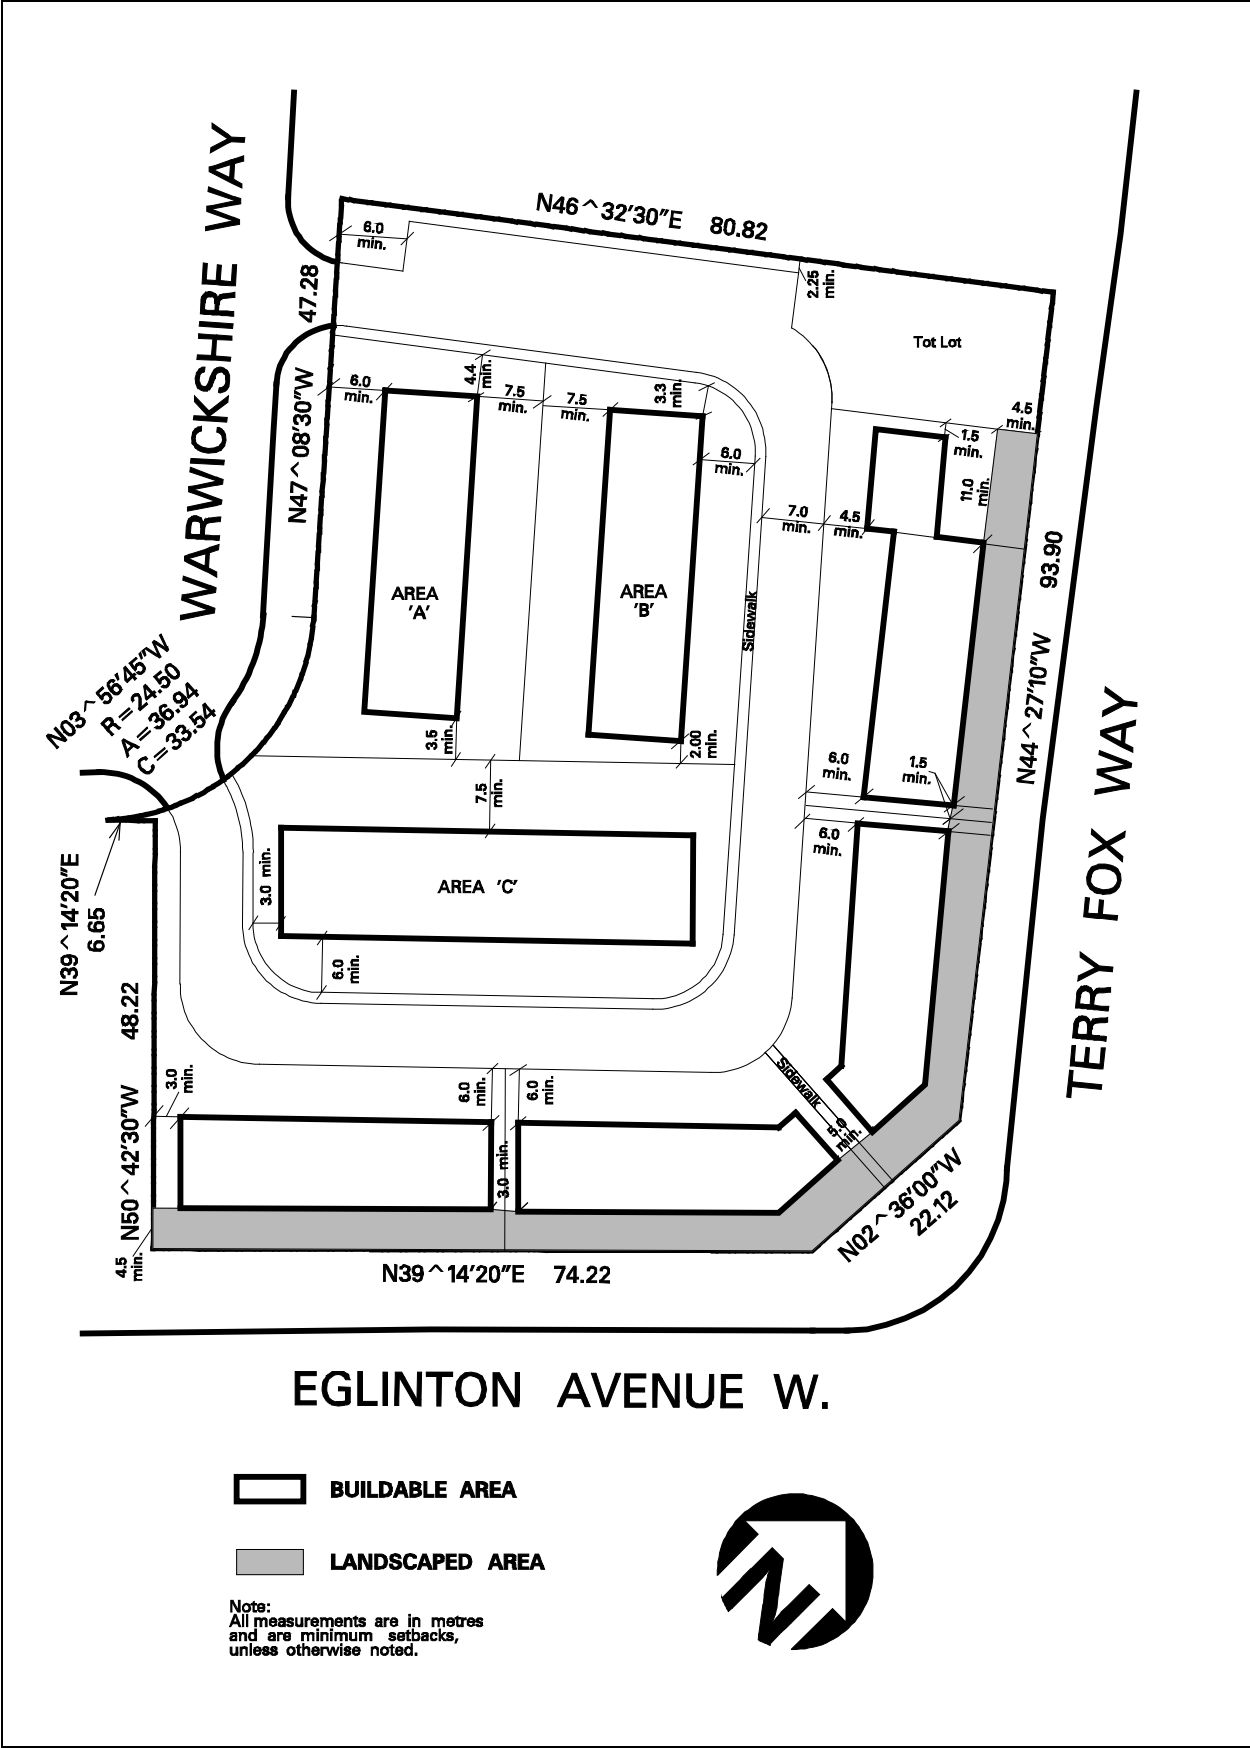 WARWICKSHIRE WAY
N46^32'30"E 80.82
6.0
min.
2.25
min.
47.28
Tot Lot
N47^08'30"W
6.0
min.
4.4
min.
7.5
min.
7.5
min.
3.3
min.
6.0
min.
4.5
min.
1.5
min.
11.0
min.
7.0
min.
4.5
min.
93.90
AREA
'A'
AREA
'B'
Sidewalk
N44^27'10"W
TERRY FOX WAY
N03^56'45"W
R=24.50
A=36.94
C=33.54
3.5
min.
2.00
min.
7.5
min.
6.0
min.
1.5
min.
6.0
min.
N39^14'20"E
6.65
3.0 min.
AREA 'C'
6.0
min.
48.22
N50^42'30"W
3.0
min.
6.0
min.
6.0
min.
3.0 min.
Sidewalk
5.0
min.
N02^36'00"W
22.12
4.5
min.
N39^14'20"E 74.22
EGLINTON AVENUE W.
BUILDABLE AREA
LANDSCAPED AREA
Note:
All measurements are in metres
and are minimum setbacks,
unless otherwise noted.
N